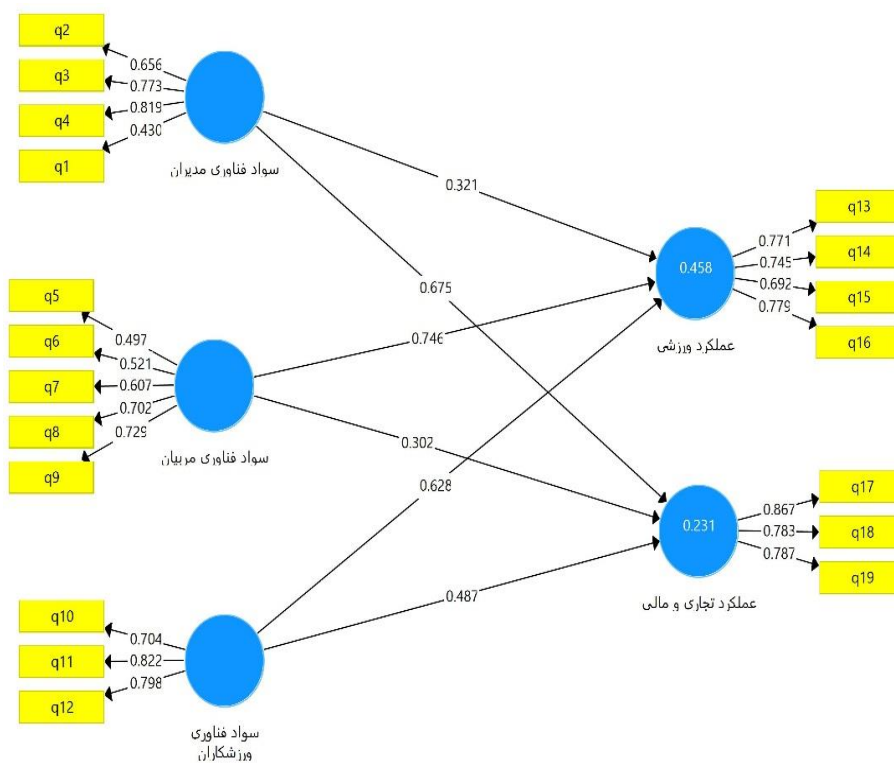 q2
q3
q4
q1
0.656
0.773
0.819
0.430
سواد فناوری مدیران
q5
q6
q7
q8
q9
0.497
0.521
0.607
0.702
0.729
سواد فناوری مربیان
q10
q11
q12
0.704
0.822
0.798
سواد فناوری
ورزشکاران
0.321
0.675
0.746
0.302
0.628
0.487
0.458
عملکرد ورزشی
0.771
0.745
0.692
0.779
q13
q14
q15
q16
0.231
عملکرد تجاری و مالی
0.867
0.783
0.787
q17
q18
q19